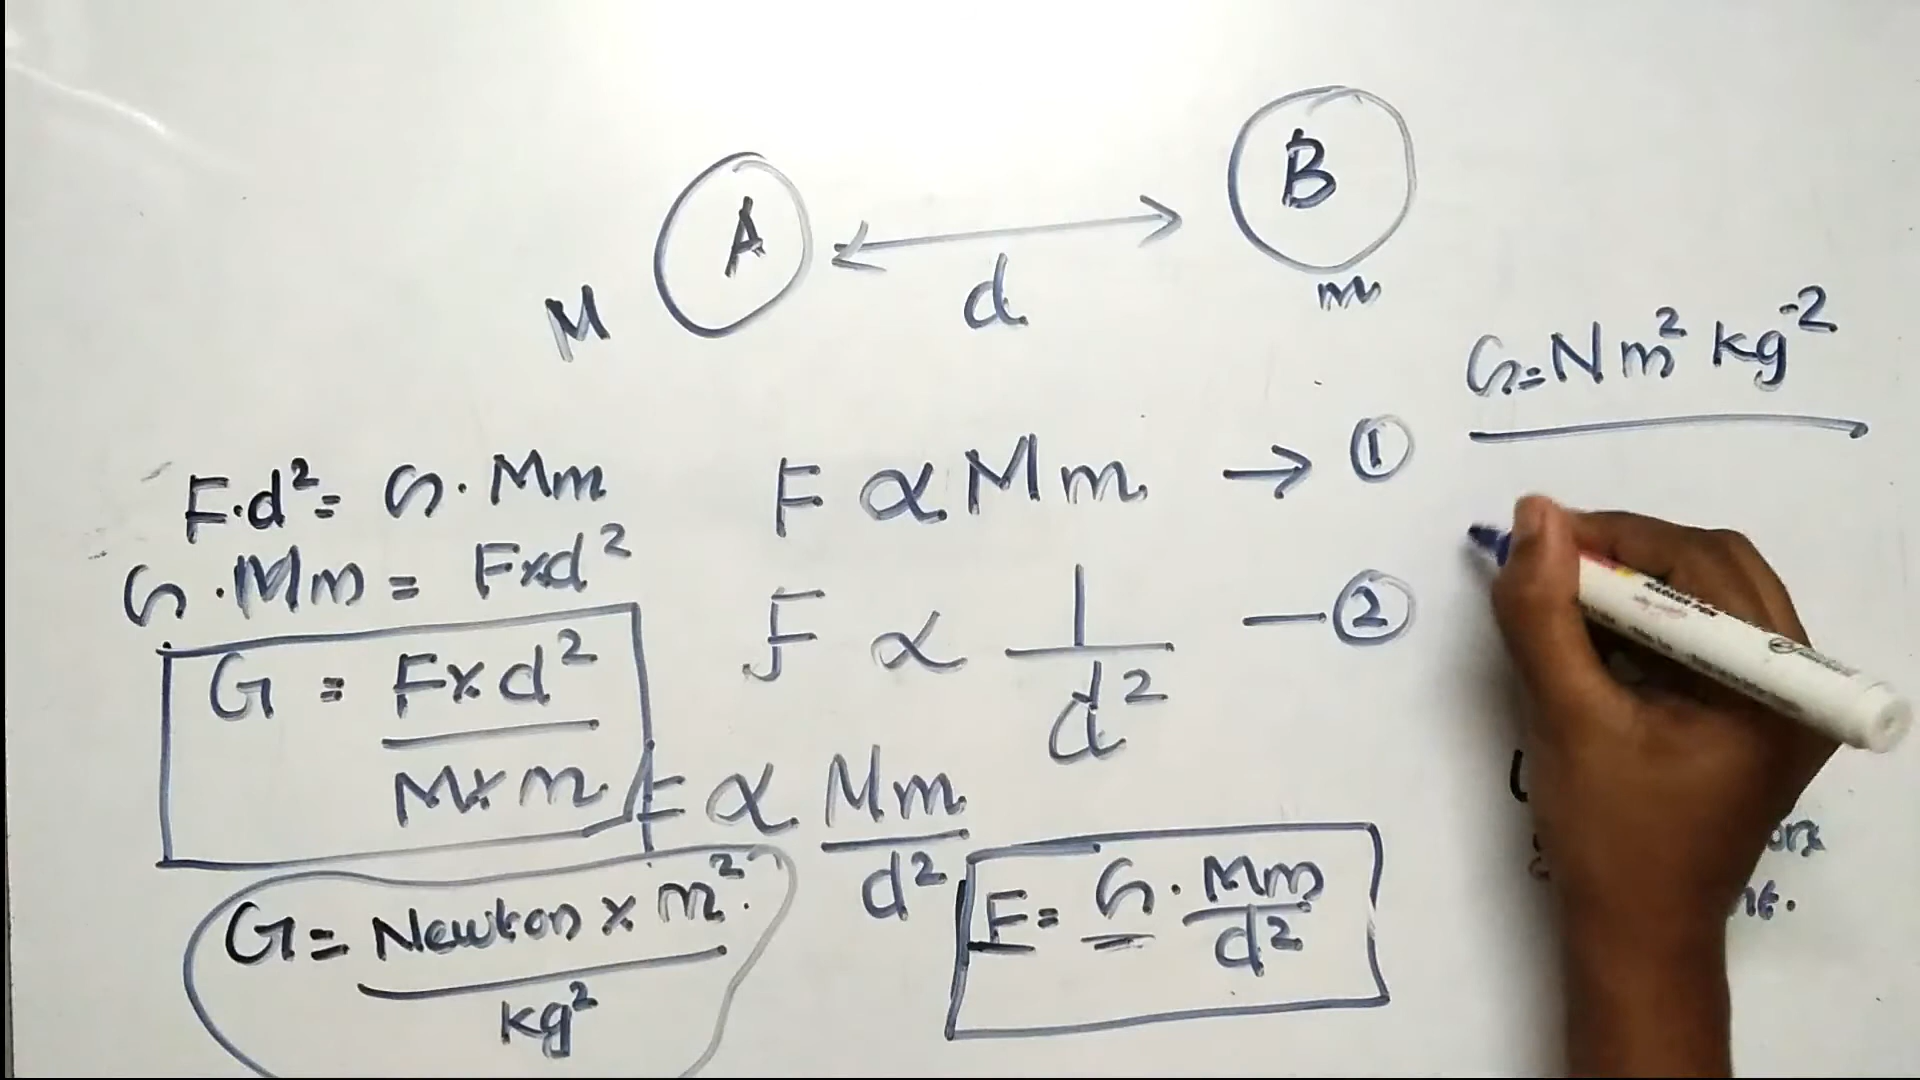 A
B
M
d
m
G = N m² kg⁻²
F ∝ Mm → ①
F.d² = G . Mm
G . Mm = F×d²
F ∝ 1/d² — ②
G = F×d² / M×m
F ∝ Mm / d²
F = G . Mm / d²
G = Newton × m² / kg²